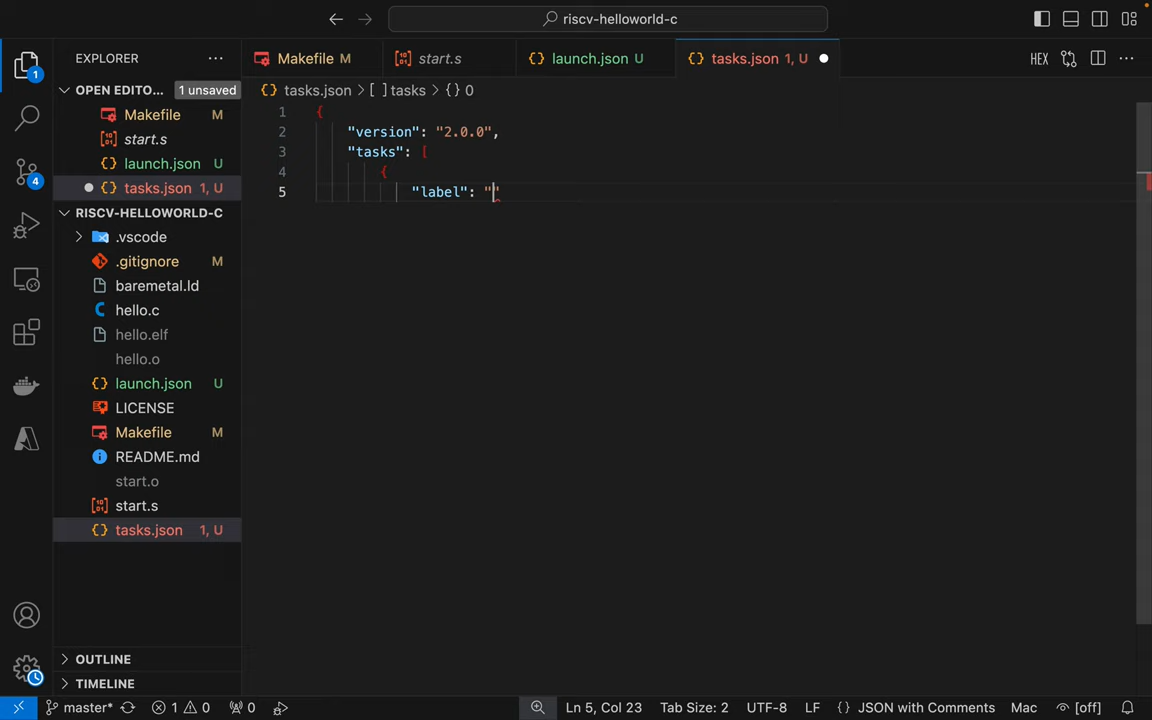 riscv-helloworld-c
EXPLORER
OPEN EDITO...
1 unsaved
Makefile M
start.s
launch.json U
tasks.json 1, U
RISCV-HELLOWORLD-C
.vscode
.gitignore M
baremetal.ld
hello.c
hello.elf
hello.o
launch.json U
LICENSE
Makefile M
README.md
start.o
start.s
tasks.json 1, U
OUTLINE
TIMELINE
1
4
Makefile M
start.s
launch.json U
tasks.json 1, U
HEX
tasks.json > [ ] tasks > {} 0
1 {
2 "version": "2.0.0",
3 "tasks": [
4 {
5 "label": ""
master* 1 0 0 Ln 5, Col 23 Tab Size: 2 UTF-8 LF {} JSON with Comments Mac [off]